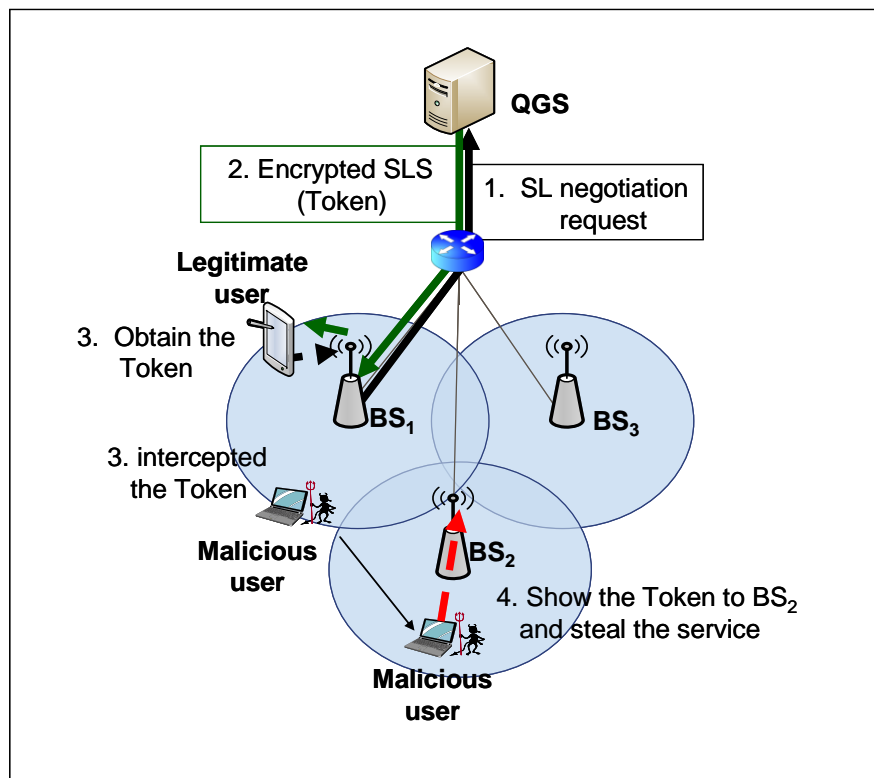 QGS
2. Encrypted SLS
(Token)
1. SL negotiation
request
Legitimate
user
3. Obtain the
Token
BS₁
BS₃
3. intercepted
the Token
Malicious
user
BS₂
4. Show the Token to BS₂
and steal the service
Malicious
user